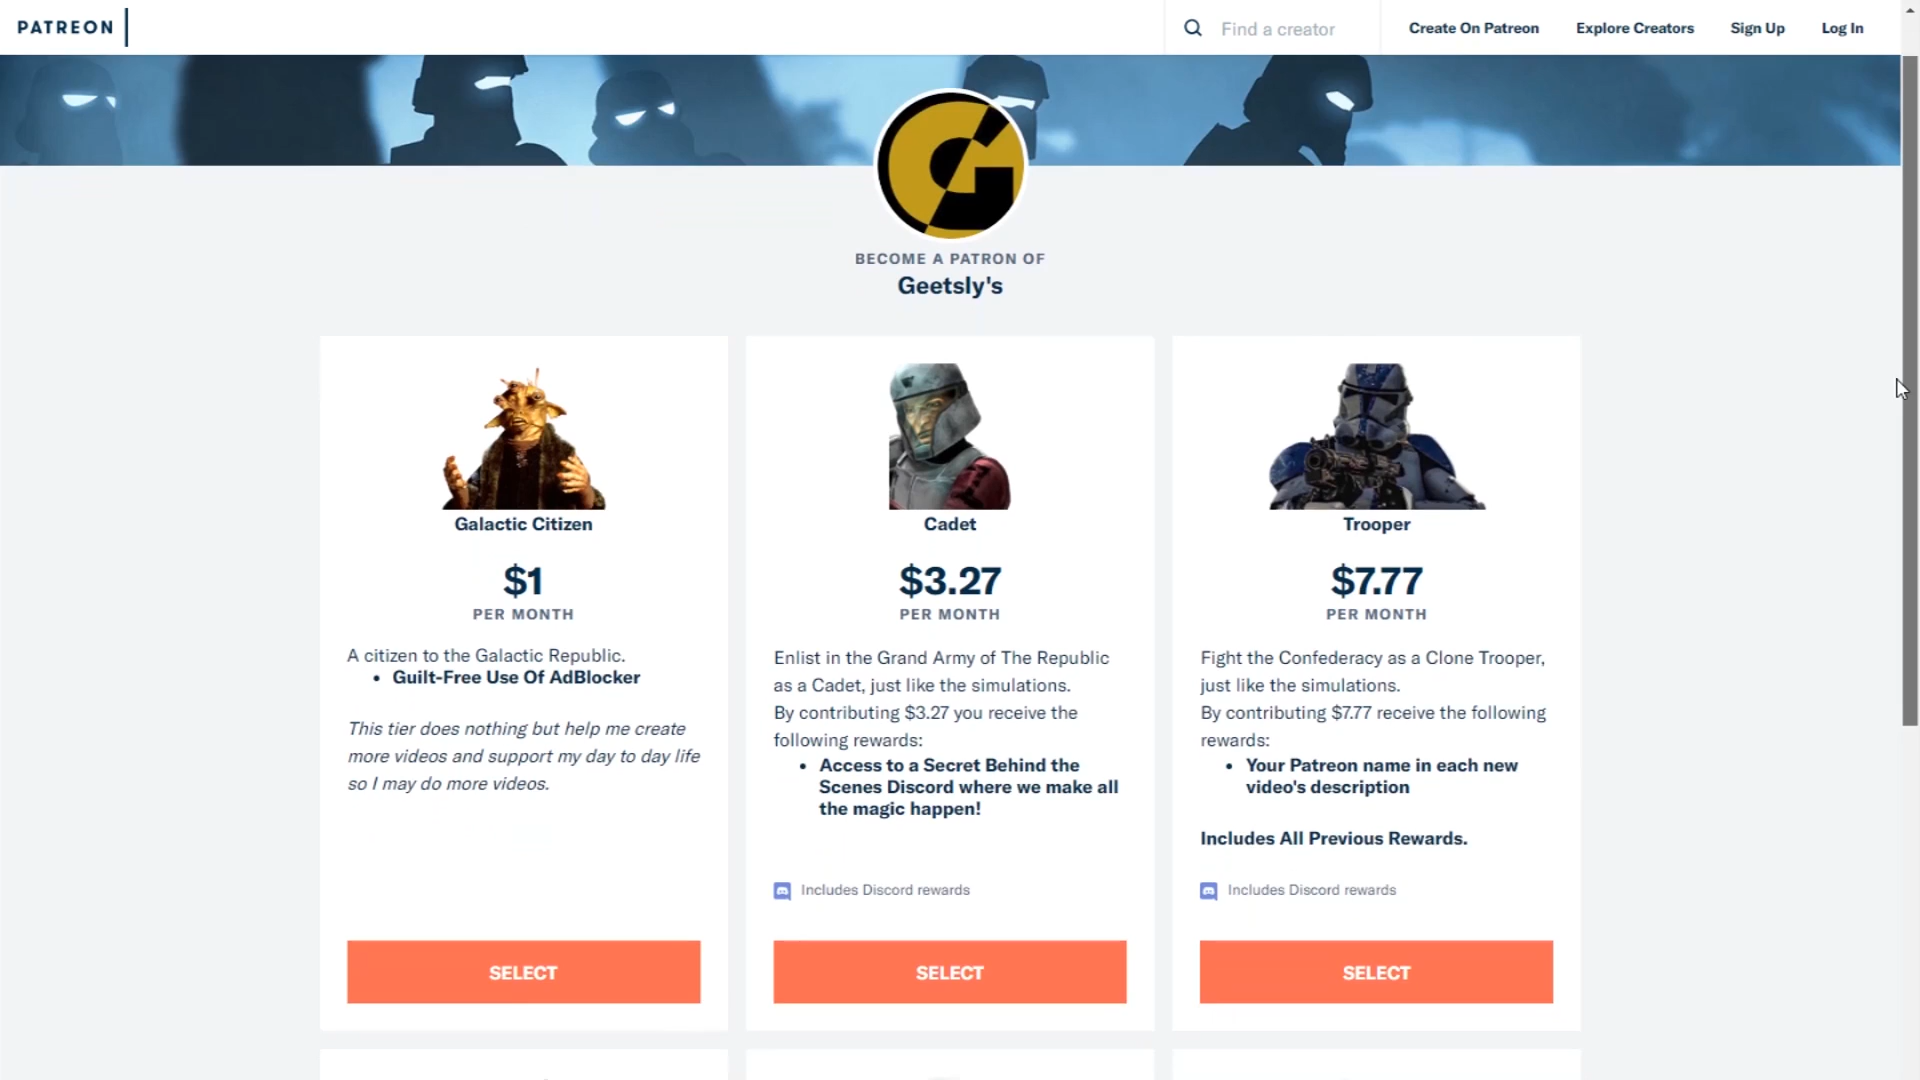 PATREON
Find a creator
Create On Patreon
Explore Creators
Sign Up
Log In
G
BECOME A PATRON OF
Geetsly's
Galactic Citizen
$1
PER MONTH
A citizen to the Galactic Republic.
• Guilt-Free Use Of AdBlocker
This tier does nothing but help me create
more videos and support my day to day life
so I may do more videos.
SELECT
Cadet
$3.27
PER MONTH
Enlist in the Grand Army of The Republic
as a Cadet, just like the simulations.
By contributing $3.27 you receive the
following rewards:
• Access to a Secret Behind the
Scenes Discord where we make all
the magic happen!
Includes Discord rewards
SELECT
Trooper
$7.77
PER MONTH
Fight the Confederacy as a Clone Trooper,
just like the simulations.
By contributing $7.77 receive the following
rewards:
• Your Patreon name in each new
video's description
Includes All Previous Rewards.
Includes Discord rewards
SELECT